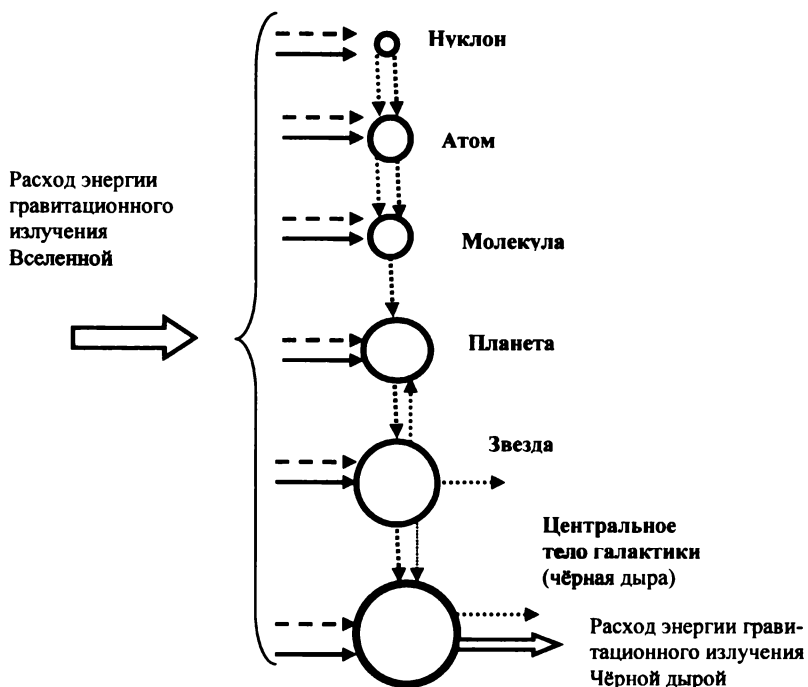 Нуклон
Атом
Расход энергии
гравитационного
излучения
Вселенной
Молекула
Планета
Звезда
Центральное
тело галактики
(чёрная дыра)
Расход энергии грави-
тационного излучения
Чёрной дырой